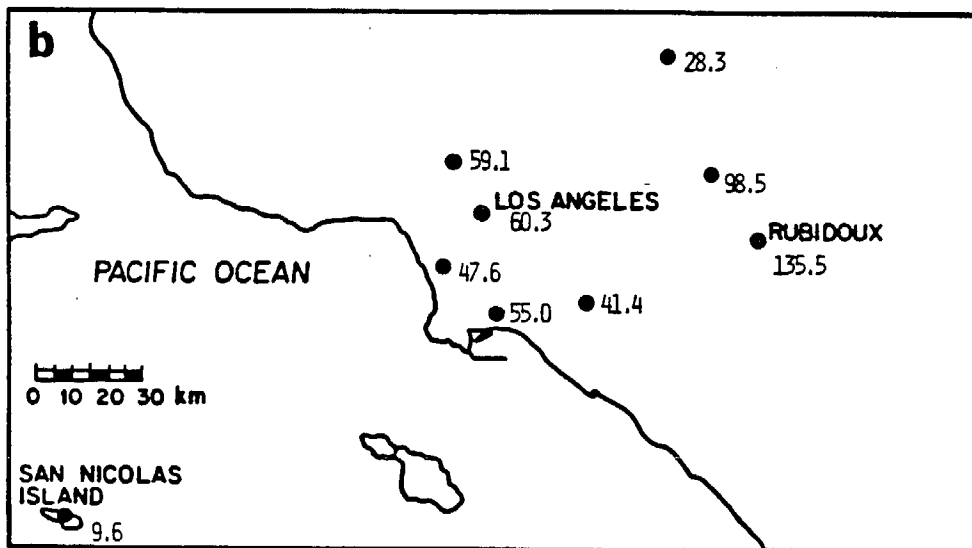 b
28.3
59.1
98.5
LOS ANGELES
60.3
RUBIDOUX
135.5
PACIFIC OCEAN
47.6
55.0
41.4
0 10 20 30 km
SAN NICOLAS
ISLAND
9.6